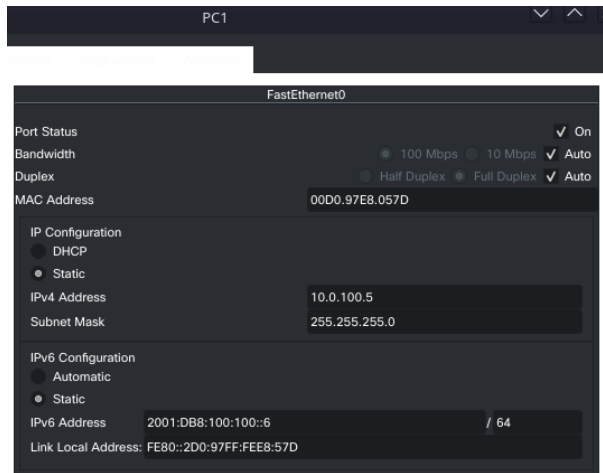 PC1
FastEthernet0
Port Status On
Bandwidth 100 Mbps 10 Mbps Auto
Duplex Half Duplex Full Duplex Auto
MAC Address 00D0.97E8.057D
IP Configuration
DHCP
Static
IPv4 Address 10.0.100.5
Subnet Mask 255.255.255.0
IPv6 Configuration
Automatic
Static
IPv6 Address 2001:DB8:100:100::6 / 64
Link Local Address: FE80::2D0:97FF:FEE8:57D